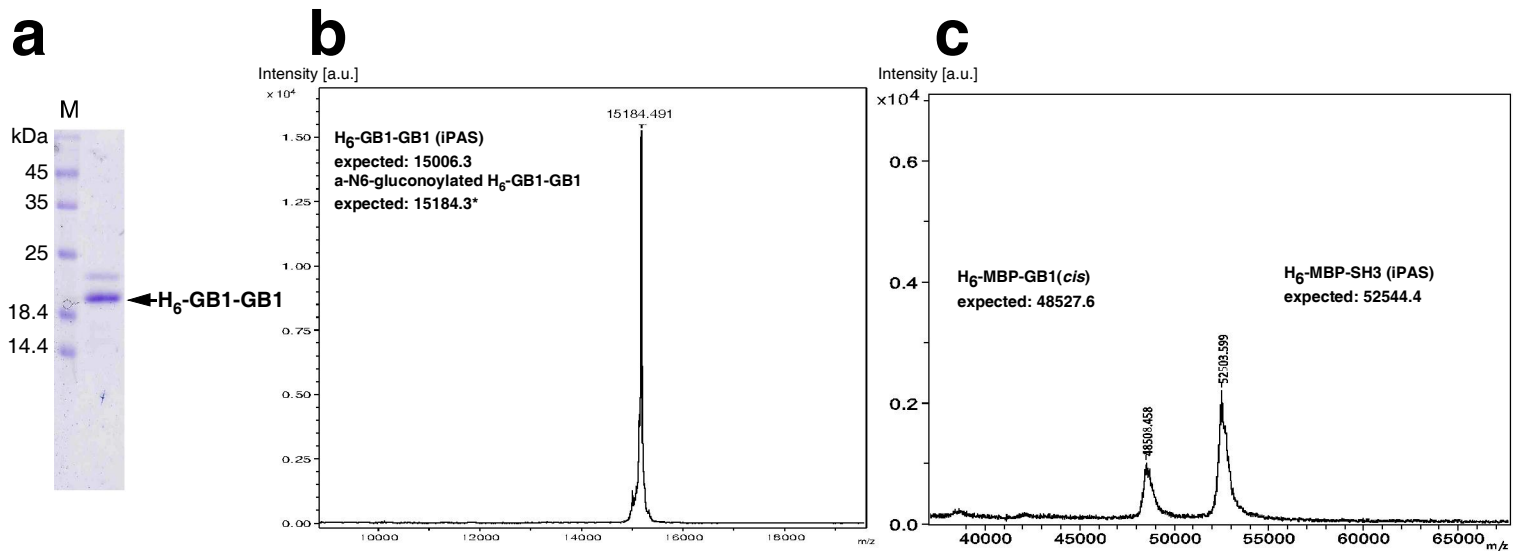 a
b
c
M
kDa
45
35
25
18.4
14.4
H6-GB1-GB1
Intensity [a.u.]
x 10⁴
1.50
1.25
1.00
0.75
0.50
0.25
0.00
15184.491
H6-GB1-GB1 (iPAS)
expected: 15006.3
a-N6-gluconoylated H6-GB1-GB1
expected: 15184.3*
10000 12000 14000 16000 18000
m/z
Intensity [a.u.]
x10⁴
0.6
0.4
0.2
0.0
H6-MBP-GB1(cis)
expected: 48527.6
H6-MBP-SH3 (iPAS)
expected: 52544.4
48508.458
52503.599
40000 45000 50000 55000 60000 65000
m/z